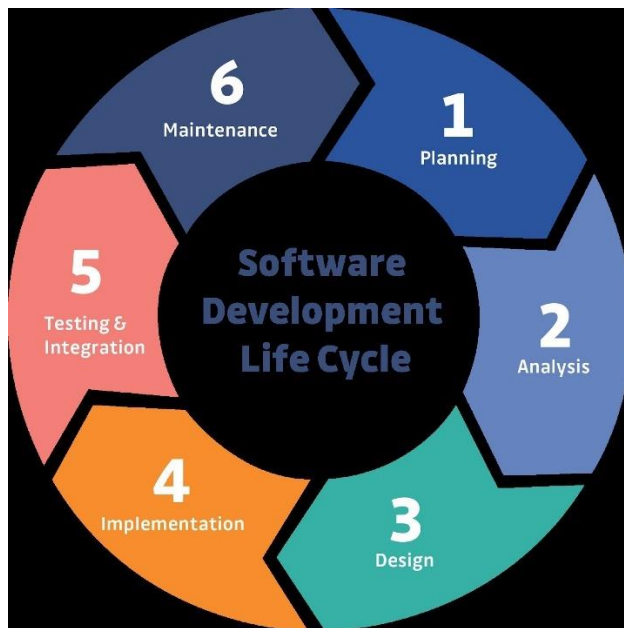 Software
Development
Life Cycle
1
Planning
2
Analysis
3
Design
4
Implementation
5
Testing &
Integration
6
Maintenance